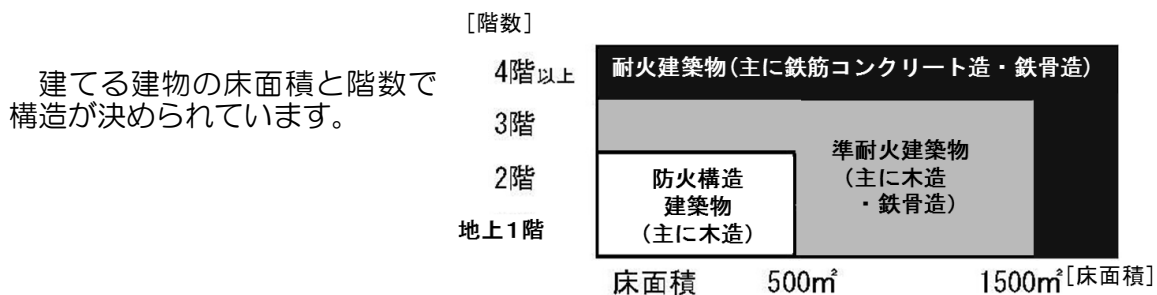 建てる建物の床面積と階数で
構造が決められています。
[階数]
4階以上
3階
2階
地上1階
耐火建築物(主に鉄筋コンクリート造・鉄骨造)
準耐火建築物
(主に木造
・鉄骨造)
防火構造
建築物
(主に木造)
床面積
500㎡
1500㎡
[床面積]